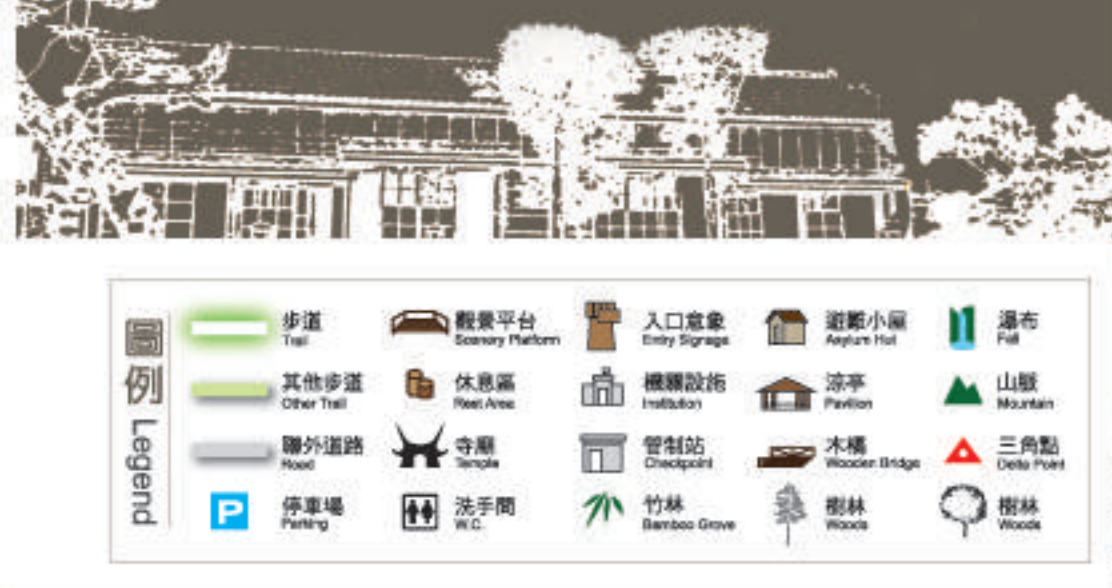 圖例 Legend
步道
Trail
觀景平台
Scenery Platform
入口意象
Entry Signage
避難小屋
Asylum Hut
瀑布
Fall
其他步道
Other Trail
休息區
Rest Area
機關設施
Institution
涼亭
Pavilion
山脈
Mountain
聯外道路
Road
寺廟
Temple
管制站
Checkpoint
木橋
Wooden Bridge
三角點
Delta Point
P
停車場
Parking
洗手間
W.C.
竹林
Bamboo Grove
樹林
Woods
樹林
Woods